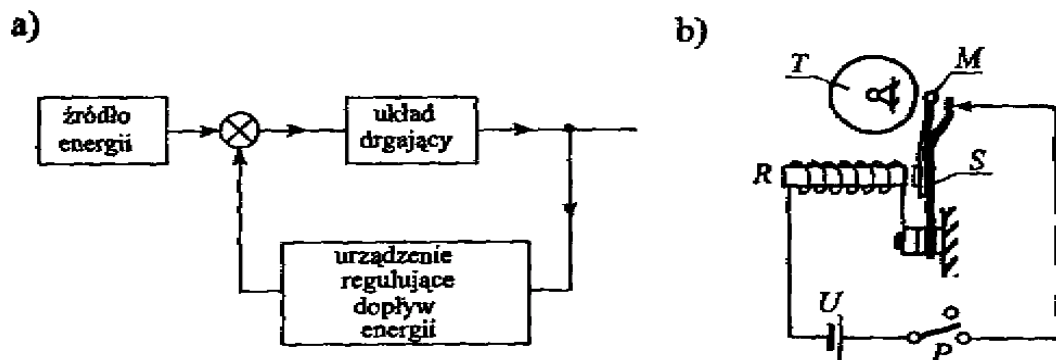 a)
źródło
energii
układ
drgający
urządzenie
regulujące
dopływ
energii
b)
T
M
R
S
U
P